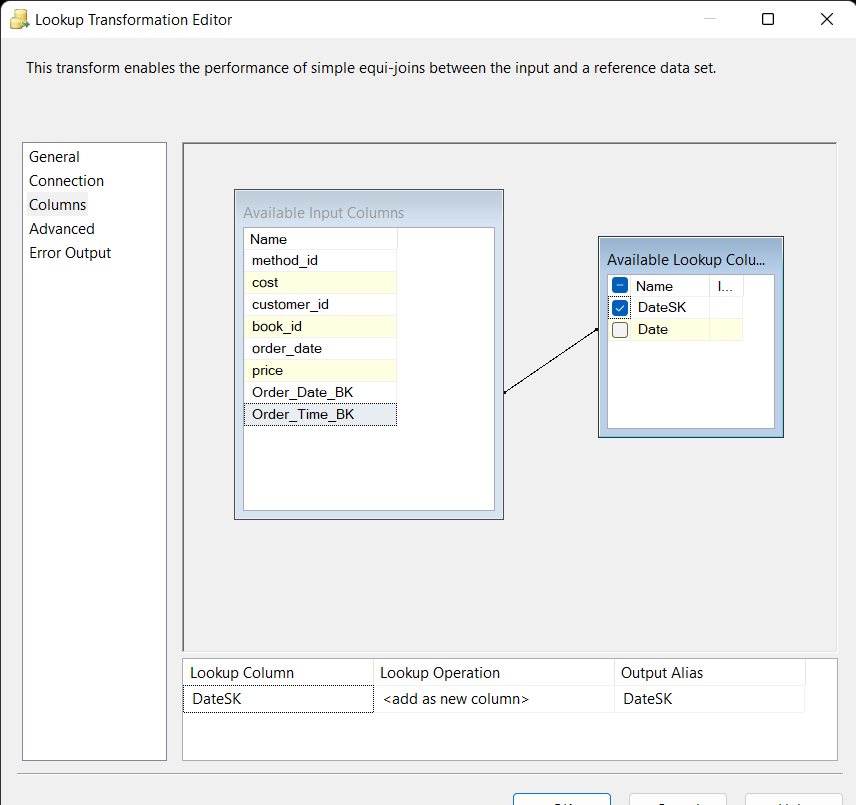 Lookup Transformation Editor
This transform enables the performance of simple equi-joins between the input and a reference data set.
General
Connection
Columns
Advanced
Error Output
Available Input Columns
Name
method_id
cost
customer_id
book_id
order_date
price
Order_Date_BK
Order_Time_BK
Available Lookup Colu...
Name I...
DateSK
Date
Lookup Column Lookup Operation Output Alias
DateSK <add as new column> DateSK